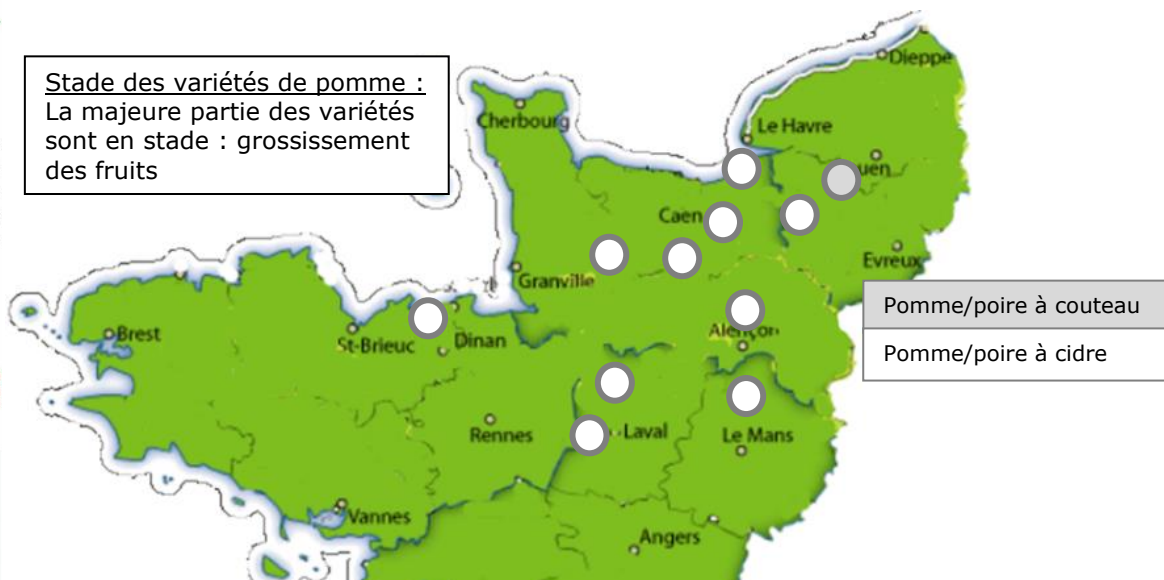 Stade des variétés de pomme :
La majeure partie des variétés
sont en stade : grossissement
des fruits
Dieppe
Cherbourg
Le Havre
uen
Caen
Evreux
Granville
Pomme/poire à couteau
Alençon
Brest
St-Brieuc
Dinan
Pomme/poire à cidre
Rennes
Laval
Le Mans
Vannes
Angers